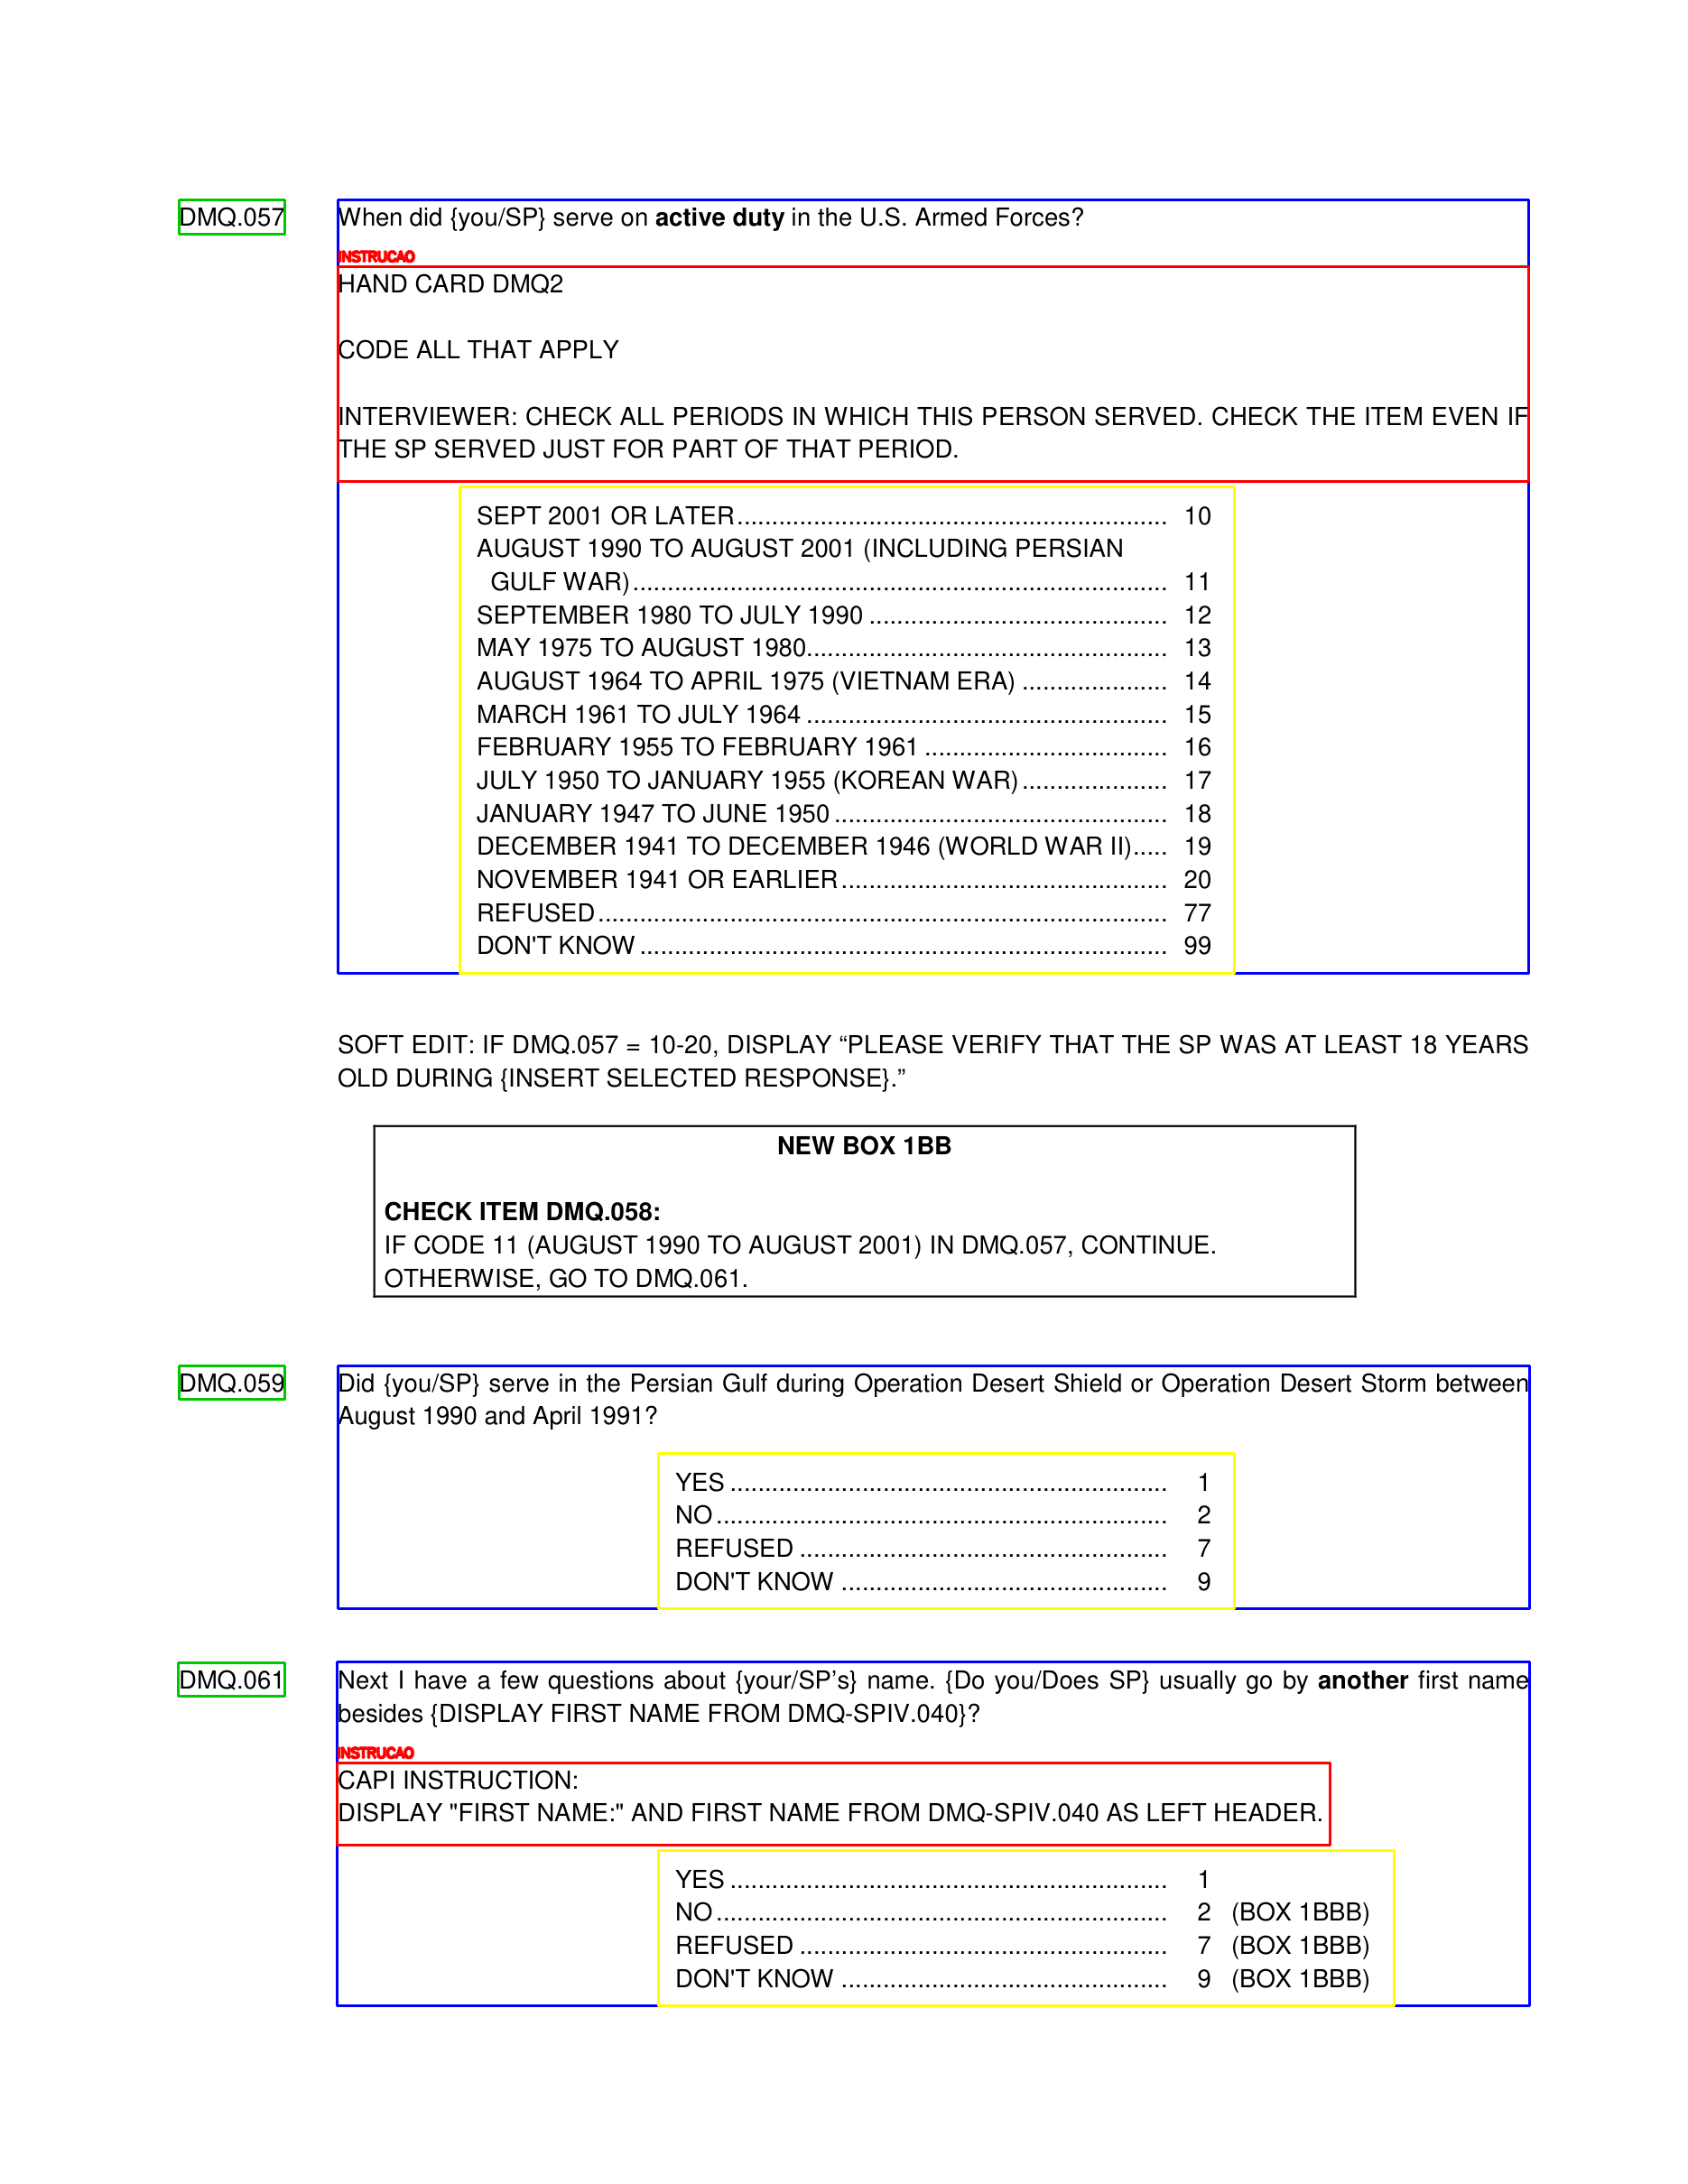 DMQ.057 When did {you/SP} serve on active duty in the U.S. Armed Forces?
INSTRUCAO
HAND CARD DMQ2
CODE ALL THAT APPLY
INTERVIEWER: CHECK ALL PERIODS IN WHICH THIS PERSON SERVED. CHECK THE ITEM EVEN IF
THE SP SERVED JUST FOR PART OF THAT PERIOD.
SEPT 2001 OR LATER.............................................................. 10
AUGUST 1990 TO AUGUST 2001 (INCLUDING PERSIAN
GULF WAR)............................................................................. 11
SEPTEMBER 1980 TO JULY 1990 ........................................... 12
MAY 1975 TO AUGUST 1980.................................................... 13
AUGUST 1964 TO APRIL 1975 (VIETNAM ERA) ..................... 14
MARCH 1961 TO JULY 1964 .................................................... 15
FEBRUARY 1955 TO FEBRUARY 1961 ................................... 16
JULY 1950 TO JANUARY 1955 (KOREAN WAR)..................... 17
JANUARY 1947 TO JUNE 1950 ................................................ 18
DECEMBER 1941 TO DECEMBER 1946 (WORLD WAR II)..... 19
NOVEMBER 1941 OR EARLIER............................................... 20
REFUSED.................................................................................. 77
DON'T KNOW ............................................................................ 99
SOFT EDIT: IF DMQ.057 = 10-20, DISPLAY “PLEASE VERIFY THAT THE SP WAS AT LEAST 18 YEARS
OLD DURING {INSERT SELECTED RESPONSE}.”
NEW BOX 1BB
CHECK ITEM DMQ.058:
IF CODE 11 (AUGUST 1990 TO AUGUST 2001) IN DMQ.057, CONTINUE.
OTHERWISE, GO TO DMQ.061.
DMQ.059 Did {you/SP} serve in the Persian Gulf during Operation Desert Shield or Operation Desert Storm between
August 1990 and April 1991?
YES ............................................................... 1
NO................................................................. 2
REFUSED ..................................................... 7
DON'T KNOW ............................................... 9
DMQ.061 Next I have a few questions about {your/SP’s} name. {Do you/Does SP} usually go by another first name
besides {DISPLAY FIRST NAME FROM DMQ-SPIV.040}?
INSTRUCAO
CAPI INSTRUCTION:
DISPLAY "FIRST NAME:" AND FIRST NAME FROM DMQ-SPIV.040 AS LEFT HEADER.
YES ............................................................... 1
NO................................................................. 2 (BOX 1BBB)
REFUSED ..................................................... 7 (BOX 1BBB)
DON'T KNOW ............................................... 9 (BOX 1BBB)